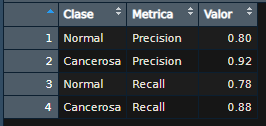 Clase Metrica Valor
1 Normal Precision 0.80
2 Cancerosa Precision 0.92
3 Normal Recall 0.78
4 Cancerosa Recall 0.88